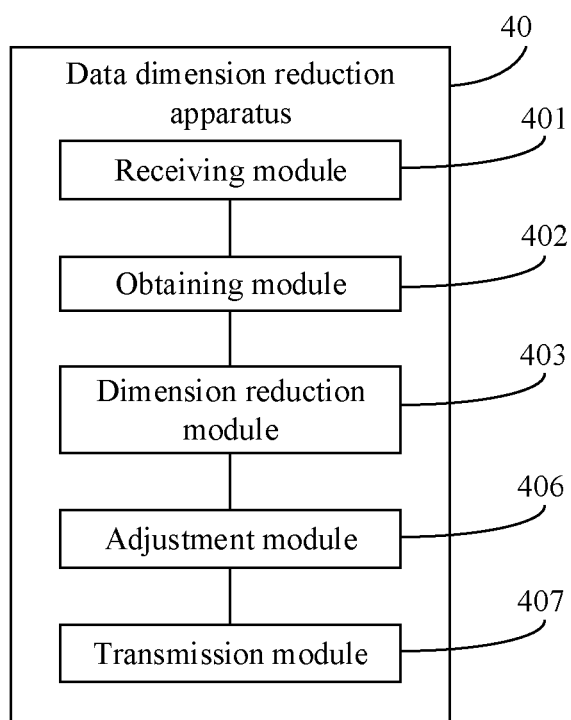 40
Data dimension reduction
apparatus
401
Receiving module
402
Obtaining module
403
Dimension reduction
module
406
Adjustment module
407
Transmission module